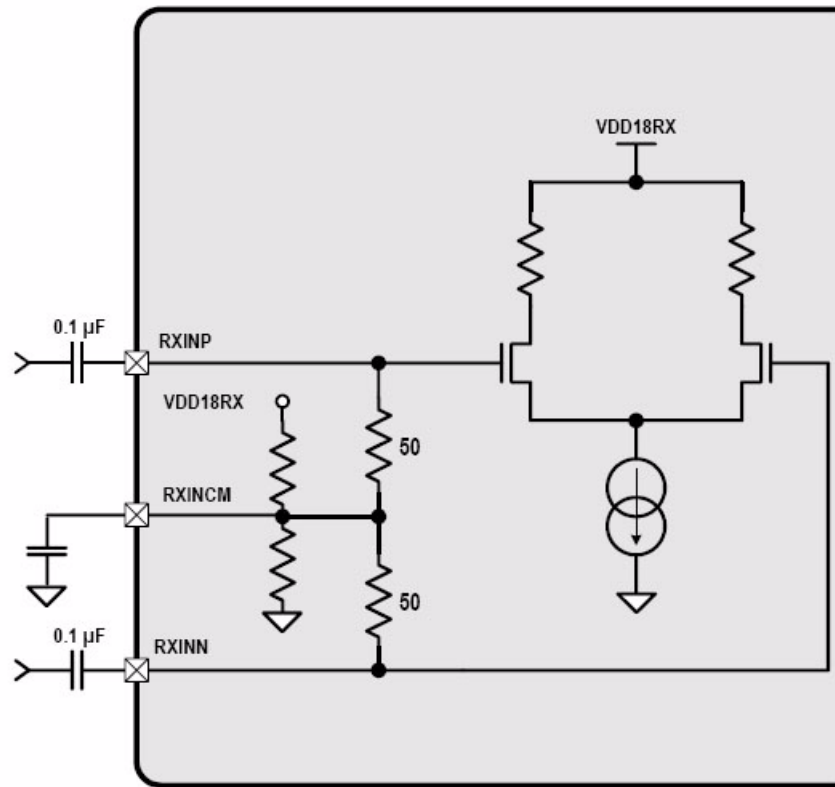 VDD18RX
0.1 µF
RXINP
VDD18RX
50
RXINCM
50
0.1 µF
RXINN